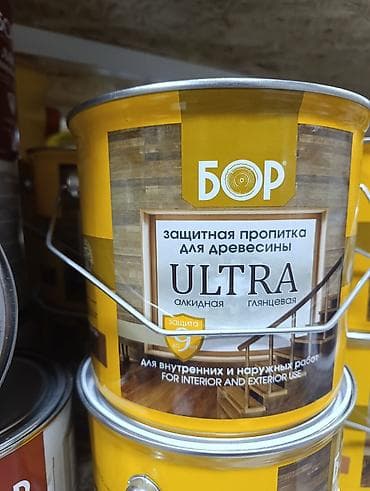 БОР®
защитная пропитка
для древесины
ULTRA
алкидная глянцевая
защита
9
для внутренних и наружных работ
FOR INTERIOR AND EXTERIOR USE